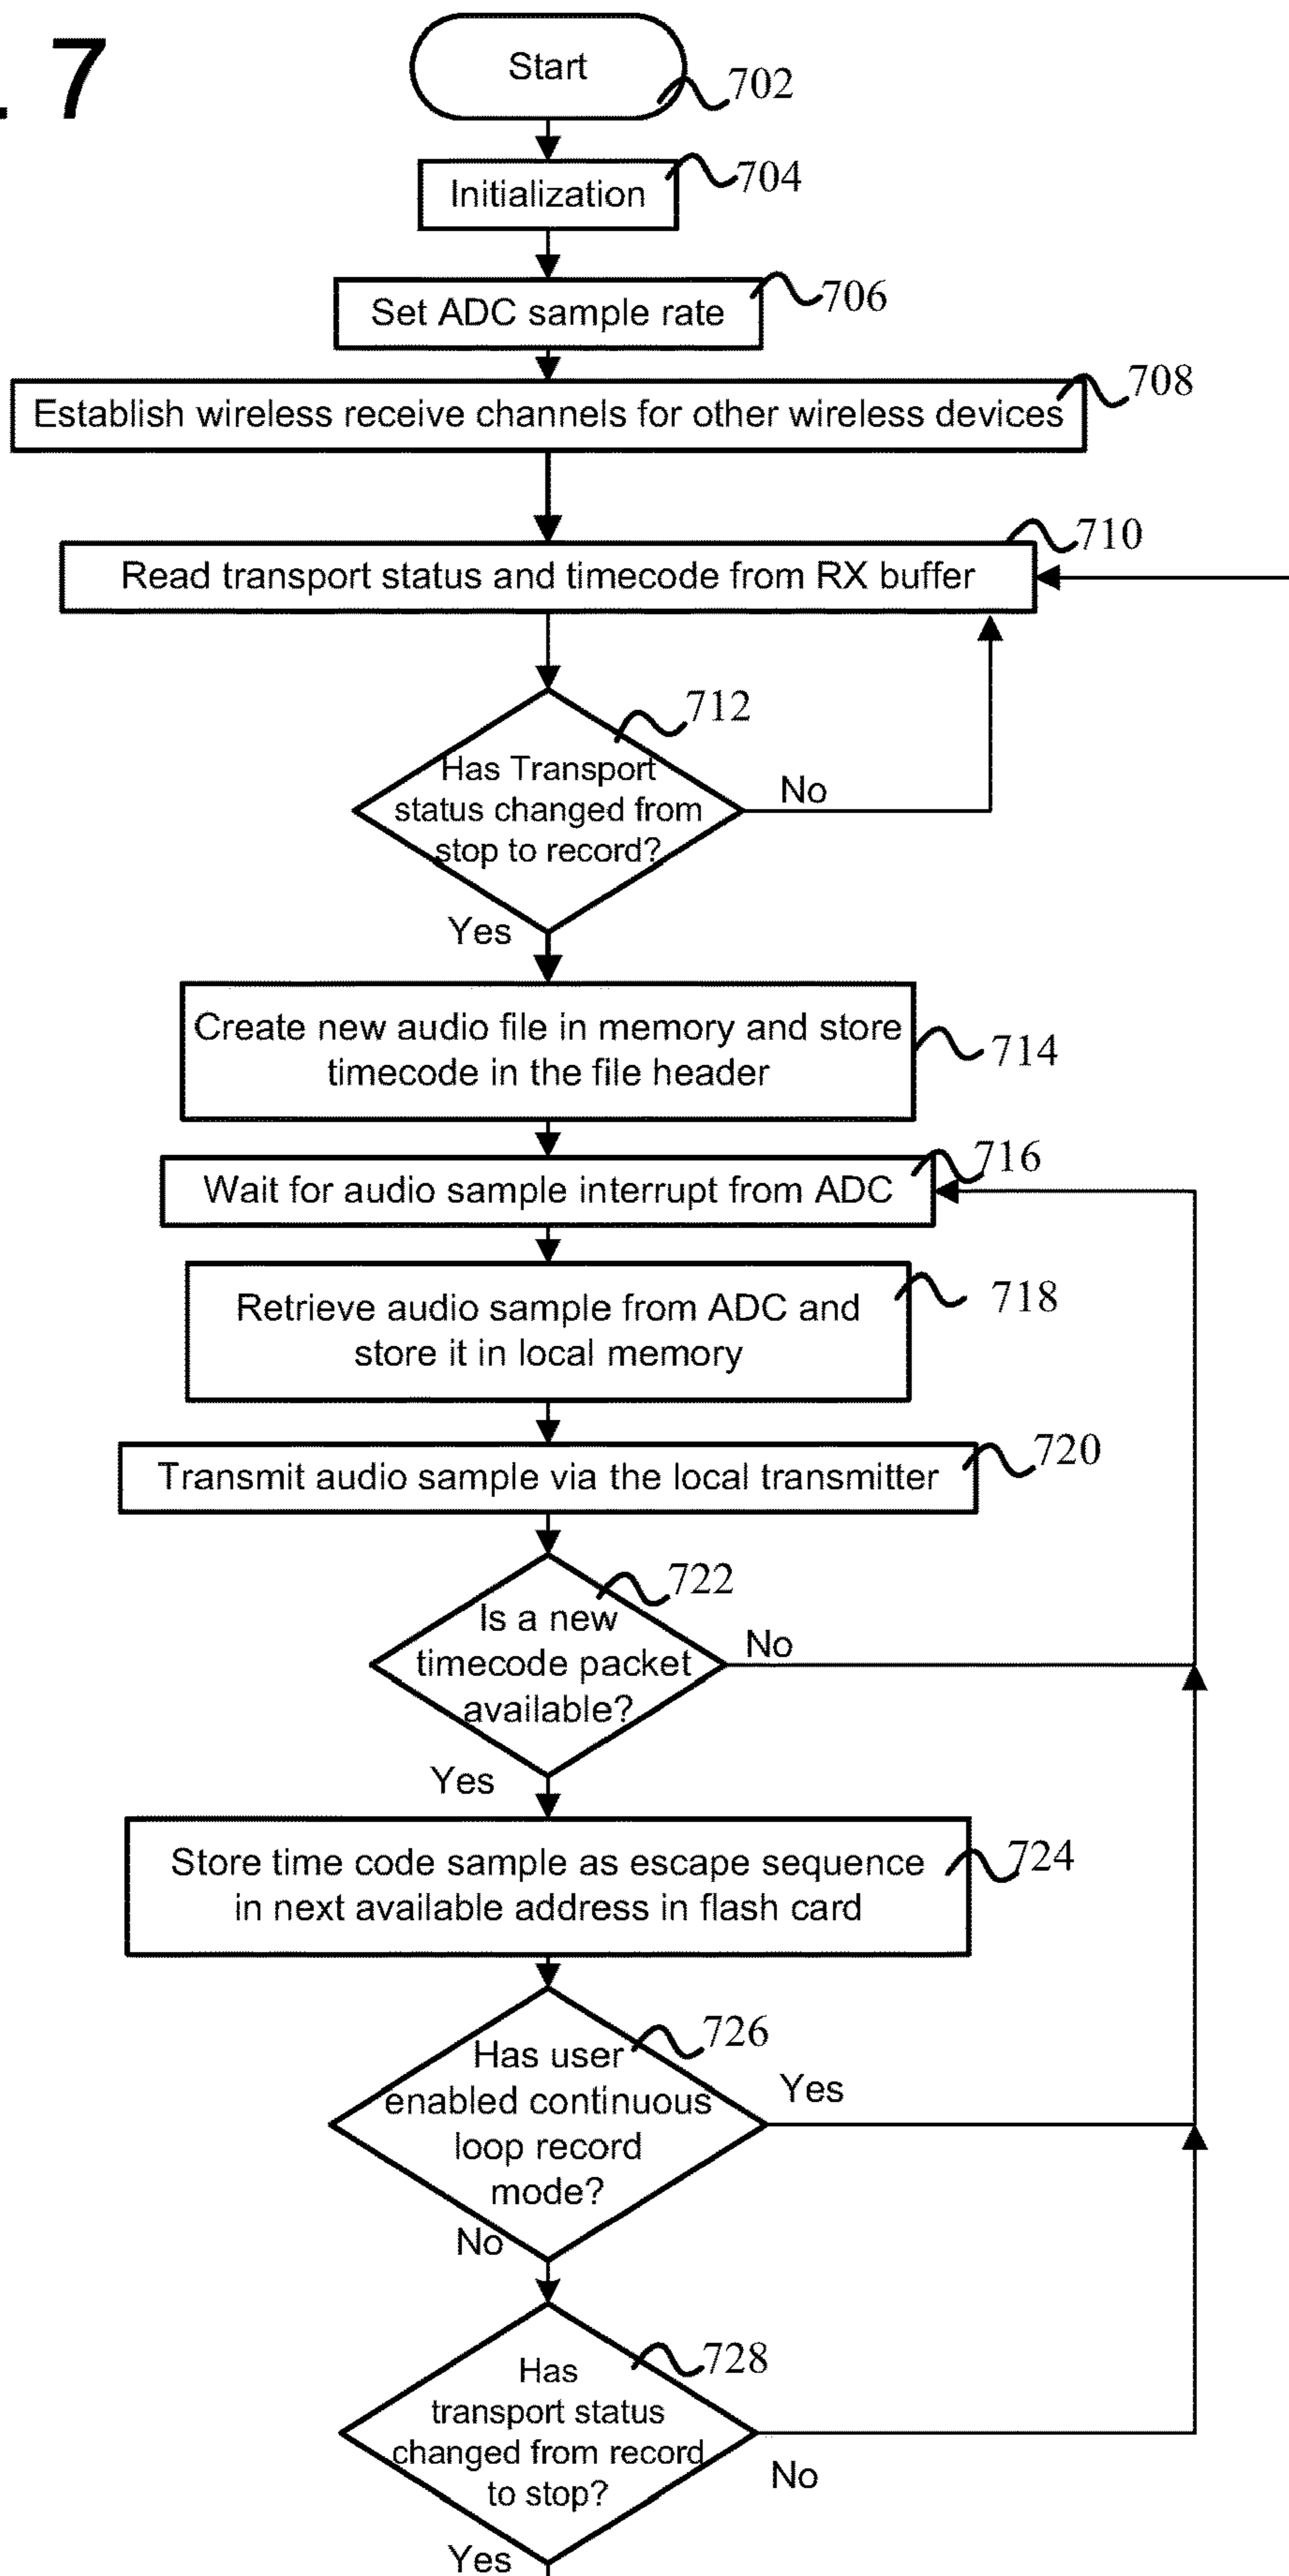 . 7
Start
702
Initialization
704
Set ADC sample rate
706
Establish wireless receive channels for other wireless devices
708
Read transport status and timecode from RX buffer
710
Has Transport
status changed from
stop to record?
712
No
Yes
Create new audio file in memory and store
timecode in the file header
714
Wait for audio sample interrupt from ADC
716
Retrieve audio sample from ADC and
store it in local memory
718
Transmit audio sample via the local transmitter
720
Is a new
timecode packet
available?
722
No
Yes
Store time code sample as escape sequence
in next available address in flash card
724
Has user
enabled continuous
loop record
mode?
726
Yes
No
Has
transport status
changed from record
to stop?
728
No
Yes